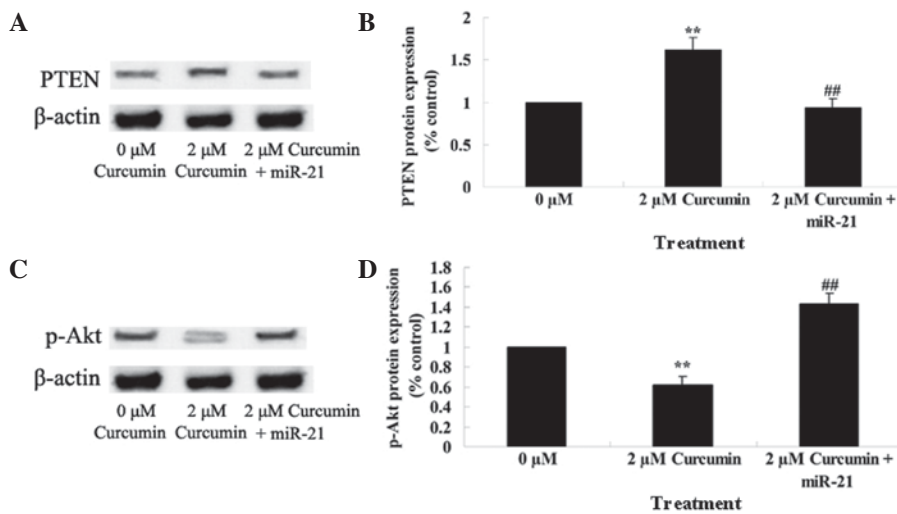 A
PTEN
β-actin
0 µM 2 µM 2 µM Curcumin
Curcumin Curcumin + miR-21
B
PTEN protein expression
(% control)
2
1.5
1
0.5
0
**
##
0 µM 2 µM Curcumin 2 µM Curcumin +
miR-21
Treatment
C
p-Akt
β-actin
0 µM 2 µM 2 µM Curcumin
Curcumin Curcumin + miR-21
D
p-Akt protein expression
(% control)
1.8
1.6
1.4
1.2
1
0.8
0.6
0.4
0.2
0
**
##
0 µM 2 µM Curcumin 2 µM Curcumin +
miR-21
Treatment